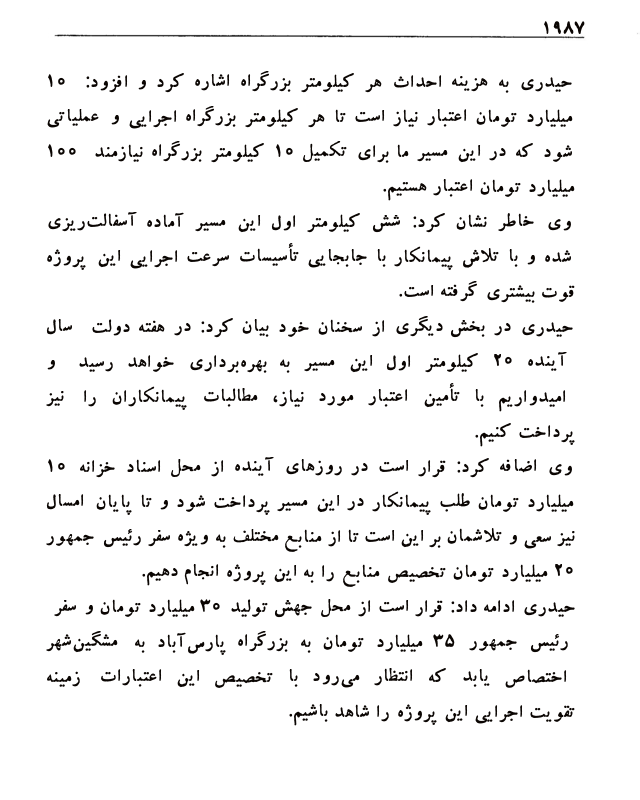 ۱۹۸۷
حیدری به هزینه احداث هر کیلومتر بزرگراه اشاره کرد و افزود: ۱۰
میلیارد تومان اعتبار نیاز است تا هر کیلومتر بزرگراه اجرایی و عملیاتی
شود که در این مسیر ما برای تکمیل ۱۰ کیلومتر بزرگراه نیازمند ۱۰۰
میلیارد تومان اعتبار هستیم.
وی خاطر نشان کرد: شش کیلومتر اول این مسیر آماده آسفالت‌ریزی
شده و با تلاش پیمانکار با جابجایی تأسیسات سرعت اجرایی این پروژه
قوت بیشتری گرفته است.
حیدری در بخش دیگری از سخنان خود بیان کرد: در هفته دولت سال
آینده ۲۰ کیلومتر اول این مسیر به بهره‌برداری خواهد رسید و
امیدواریم با تأمین اعتبار مورد نیاز، مطالبات پیمانکاران را نیز
پرداخت کنیم.
وی اضافه کرد: قرار است در روزهای آینده از محل اسناد خزانه ۱۰
میلیارد تومان طلب پیمانکار در این مسیر پرداخت شود و تا پایان امسال
نیز سعی و تلاشمان بر این است تا از منابع مختلف به ویژه سفر رئیس جمهور
۲۰ میلیارد تومان تخصیص منابع را به این پروژه انجام دهیم.
حیدری ادامه داد: قرار است از محل جهش تولید ۳۰ میلیارد تومان و سفر
رئیس جمهور ۳۵ میلیارد تومان به بزرگراه پارس‌آباد به مشگین‌شهر
اختصاص یابد که انتظار می‌رود با تخصیص این اعتبارات زمینه
تقویت اجرایی این پروژه را شاهد باشیم.